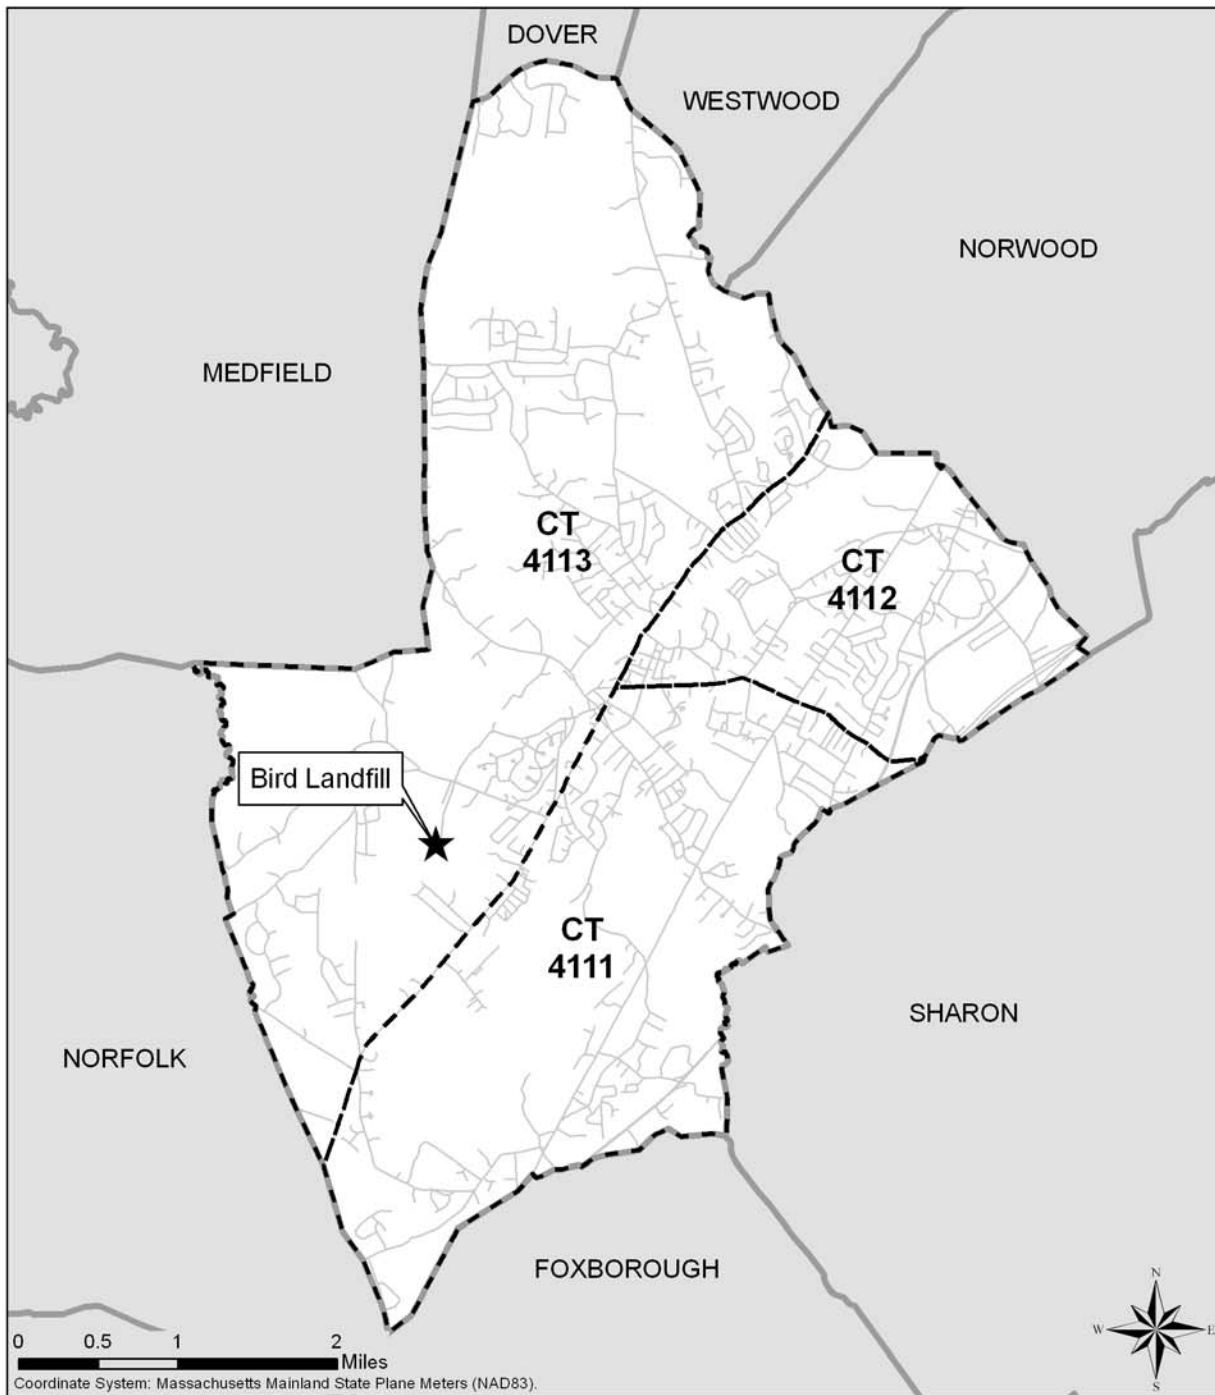 DOVER
WESTWOOD
NORWOOD
MEDFIELD
CT
4113
CT
4112
Bird Landfill
CT
4111
SHARON
NORFOLK
FOXBOROUGH
N
W
E
S
0 0.5 1 2
Miles
Coordinate System: Massachusetts Mainland State Plane Meters (NAD83).